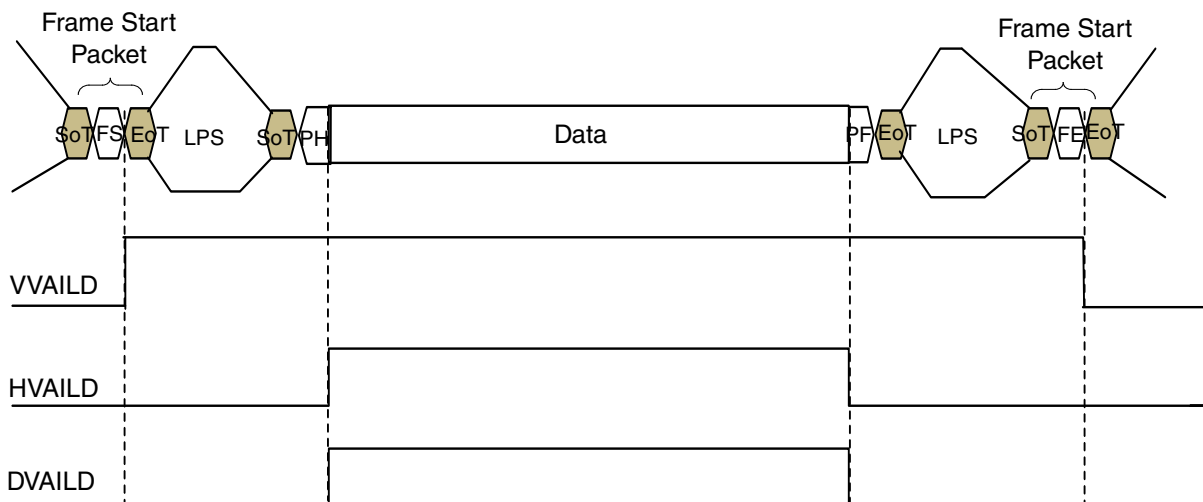 Frame Start
Packet
Frame Start
Packet
SoT FS EoT LPS SoT PH Data PF EoT LPS SoT FE EoT
VVAILD
HVAILD
DVAILD